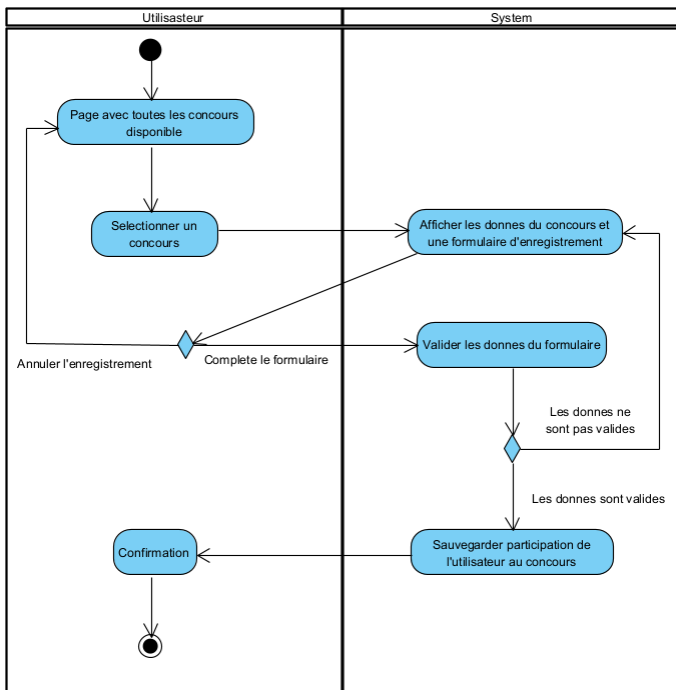 Utilisasteur
System
Page avec toutes les concours
disponible
Selectionner un
concours
Afficher les donnes du concours et
une formulaire d'enregistrement
Annuler l'enregistrement
Complete le formulaire
Valider les donnes du formulaire
Les donnes ne
sont pas valides
Les donnes sont valides
Confirmation
Sauvegarder participation de
l'utilisateur au concours